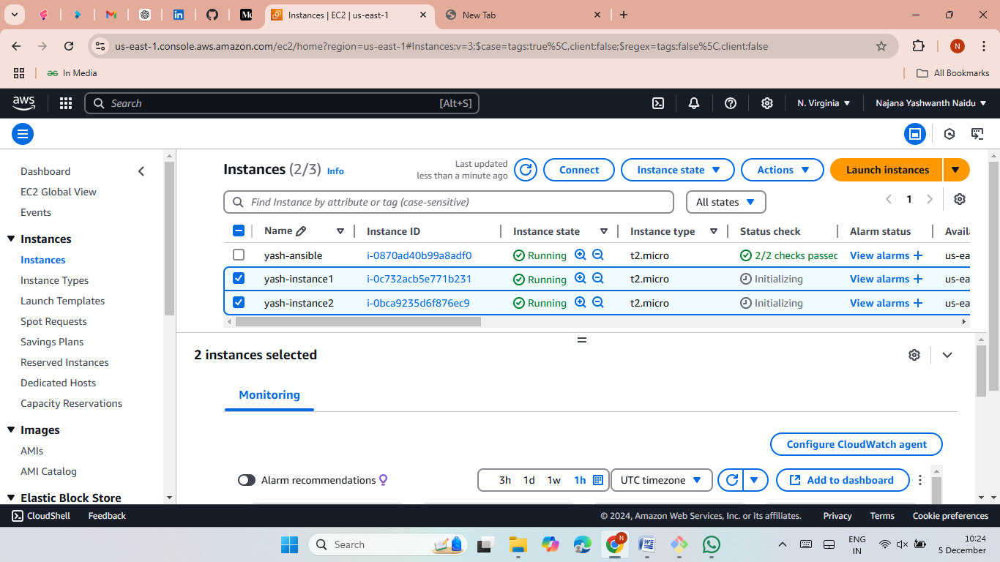 Instances | EC2 | us-east-1
New Tab
us-east-1.console.aws.amazon.com/ec2/home?region=us-east-1#Instances:v=3;$case=tags:true%5C,client:false;$regex=tags:false%5C,client:false
N
In Media
All Bookmarks
aws
Search
[Alt+S]
N. Virginia
Najana Yashwanth Naidu
Dashboard
EC2 Global View
Events
Instances
Instances
Instance Types
Launch Templates
Spot Requests
Savings Plans
Reserved Instances
Dedicated Hosts
Capacity Reservations
Images
AMIs
AMI Catalog
Elastic Block Store
Instances (2/3) Info
Last updated
less than a minute ago
Connect
Instance state
Actions
Launch instances
Find Instance by attribute or tag (case-sensitive)
All states
1
Name Instance ID Instance state Instance type Status check Alarm status Avail
yash-ansible i-0870ad40b99a8adf0 Running t2.micro 2/2 checks passec View alarms + us-ea
yash-instance1 i-0c732acb5e771b231 Running t2.micro Initializing View alarms + us-ea
yash-instance2 i-0bca9235d6f876ec9 Running t2.micro Initializing View alarms + us-ea
2 instances selected
Monitoring
Configure CloudWatch agent
Alarm recommendations
3h 1d 1w 1h
UTC timezone
Add to dashboard
CloudShell Feedback
© 2024, Amazon Web Services, Inc. or its affiliates. Privacy Terms Cookie preferences
Search
N
ENG
IN
10:24
5 December